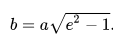 b = a√(e² − 1).